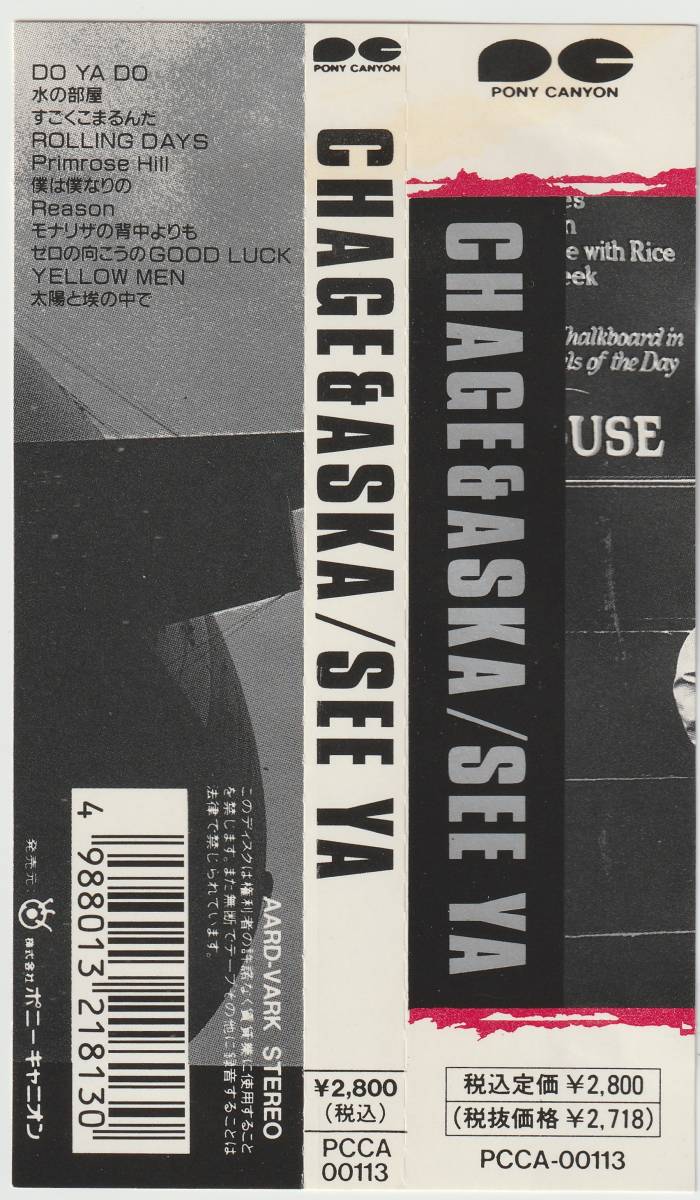 DO YA DO
水の部屋
すごくこまるんだ
ROLLING DAYS
Primrose Hill
僕は僕なりの
Reason
モナリザの背中よりも
ゼロの向こうのGOOD LUCK
YELLOW MEN
太陽と埃の中で
AARD-VARK STEREO
このディスクは権利者の許諾なく賃貸業に使用すること
を禁じます。また無断でテープその他に録音することは
法律で禁じられています。
4 988013 218130
発売元:
株式会社 ポニーキャニオン
PONY CANYON
CHAGE&ASKA/SEE YA
¥2,800
(税込)
PCCA
00113
PONY CANYON
CHAGE&ASKA/SEE YA
es
n
e with Rice
eek
halkboard in
ls of the Day
OUSE
税込定価 ¥2,800
(税抜価格 ¥2,718)
PCCA-00113